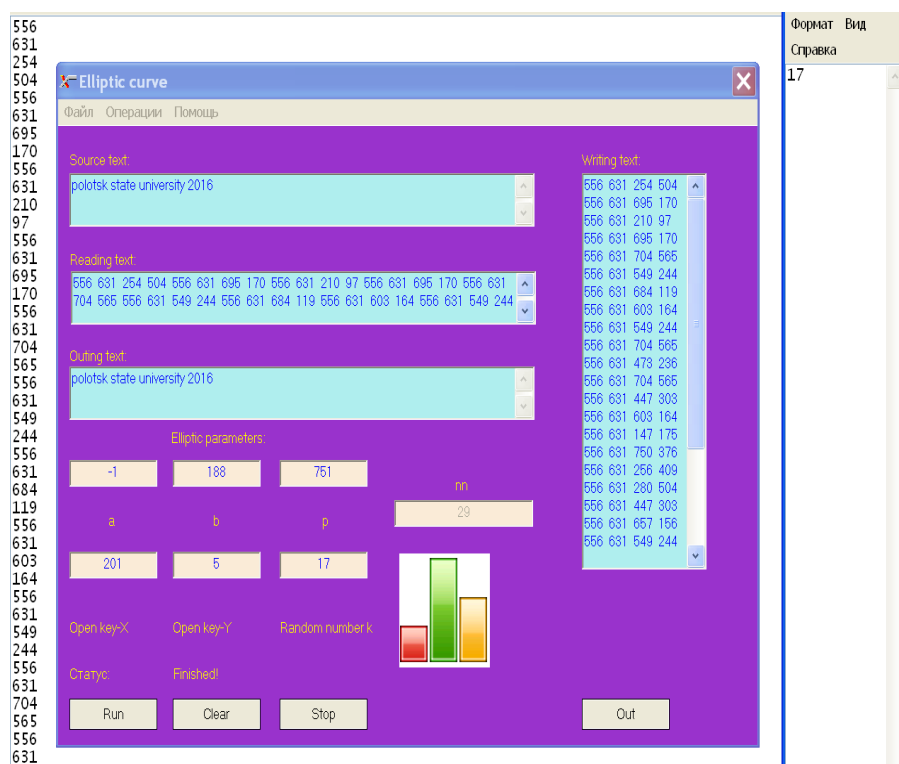 556
631
254
504
556
631
695
170
556
631
210
97
556
631
695
170
556
631
704
565
556
631
549
244
556
631
684
119
556
631
603
164
556
631
549
244
556
631
704
565
556
631
Elliptic curve
Файл Операции Помощь
Source text:
polotsk state university 2016
Reading text:
556 631 254 504 556 631 695 170 556 631 210 97 556 631 695 170 556 631
704 565 556 631 549 244 556 631 684 119 556 631 603 164 556 631 549 244
Outing text:
polotsk state university 2016
Elliptic parameters:
-1 188 751
a b p
nn
29
201 5 17
Open key-X Open key-Y Random number k
Статус: Finished!
Run Clear Stop
Writing text:
556 631 254 504
556 631 695 170
556 631 210 97
556 631 695 170
556 631 704 565
556 631 549 244
556 631 684 119
556 631 603 164
556 631 549 244
556 631 704 565
556 631 473 236
556 631 704 565
556 631 447 303
556 631 603 164
556 631 147 175
556 631 750 376
556 631 256 409
556 631 280 504
556 631 447 303
556 631 657 156
556 631 549 244
Out
Формат Вид
Справка
17